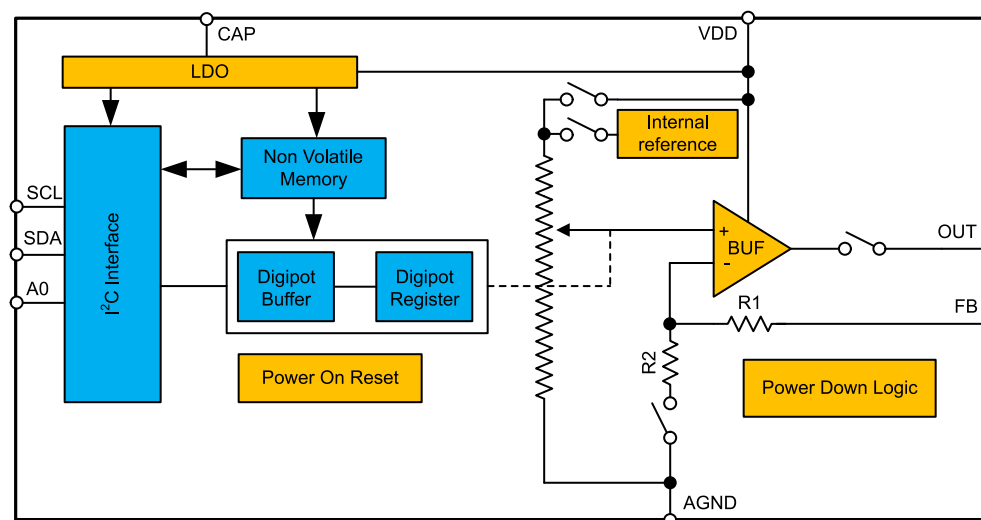 CAP
VDD
LDO
Internal
reference
Non Volatile
Memory
SCL
SDA
A0
I²C Interface
Digipot
Buffer
Digipot
Register
+
BUF
-
OUT
R1
FB
R2
Power On Reset
Power Down Logic
AGND